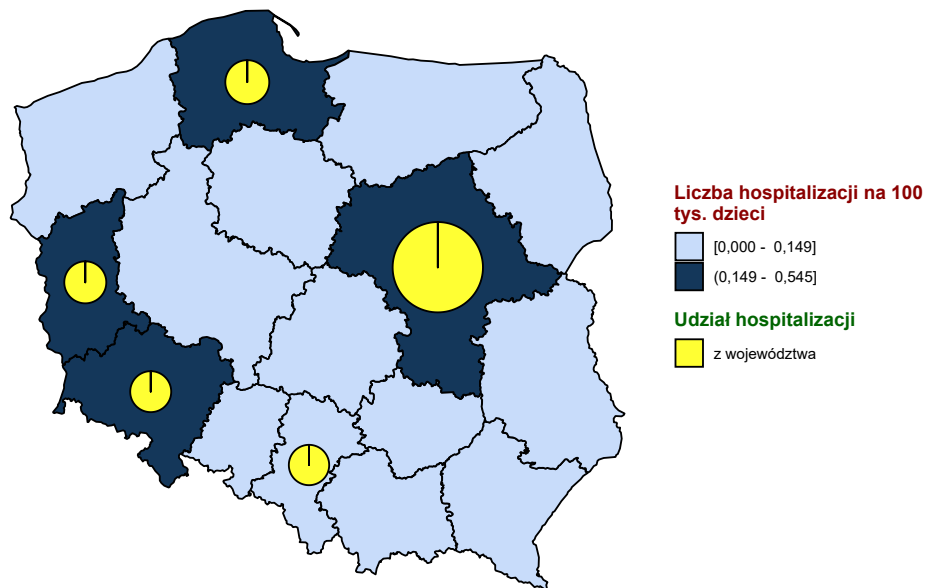 Liczba hospitalizacji na 100
tys. dzieci
[0,000 - 0,149]
(0,149 - 0,545]
Udział hospitalizacji
z województwa